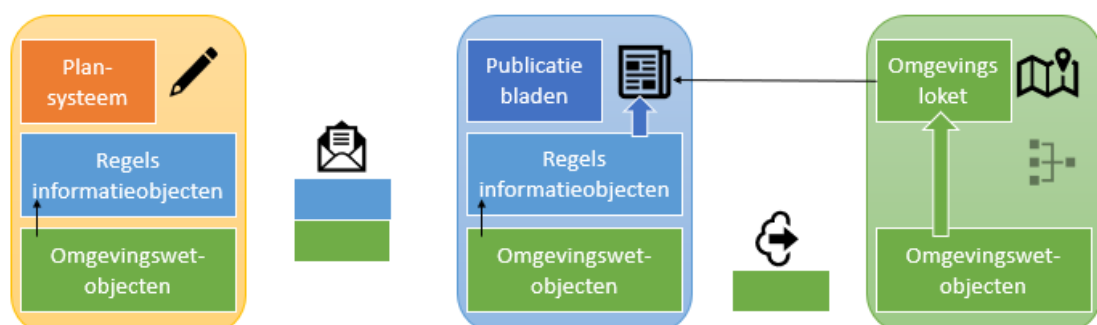 Plan-
systeem
Regels
informatieobjecten
Omgevingswet-
objecten
Publicatie
bladen
Regels
informatieobjecten
Omgevingswet-
objecten
Omgevings
loket
Omgevingswet-
objecten